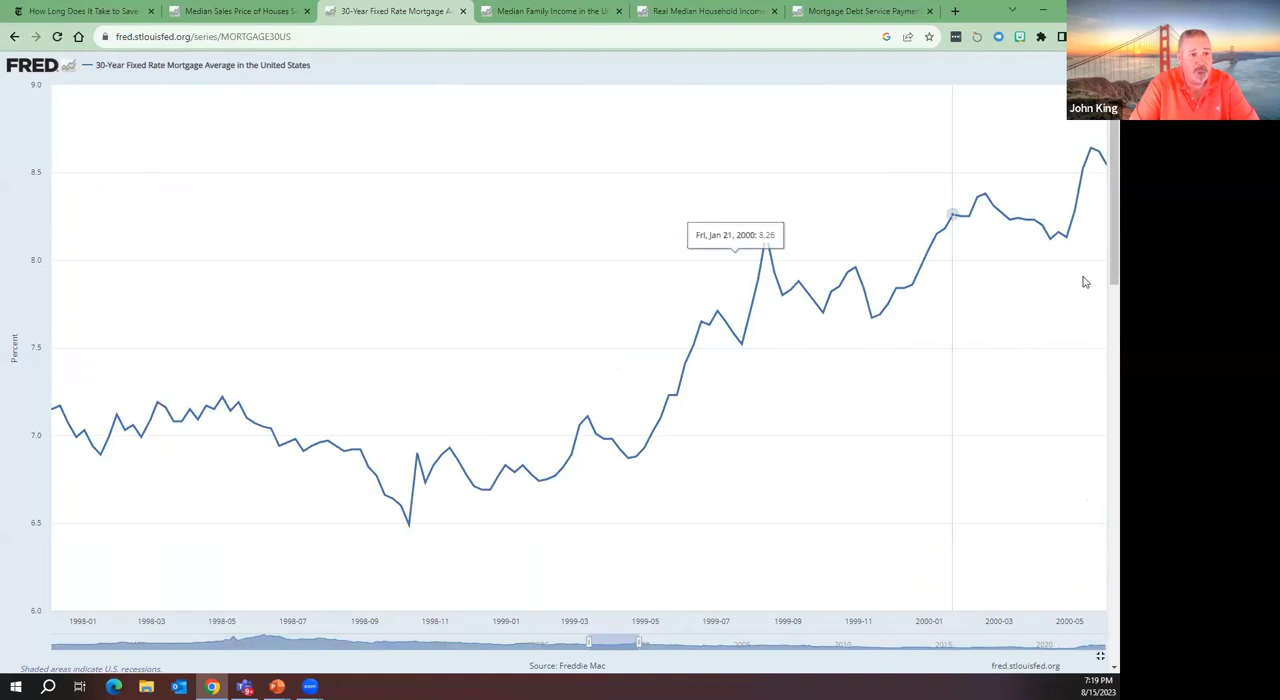 How Long Does It Take to Save
Median Sales Price of Houses S
30-Year Fixed Rate Mortgage A
Median Family Income in the U
Real Median Household Income
Mortgage Debt Service Paymen
fred.stlouisfed.org/series/MORTGAGE30US
FRED
30-Year Fixed Rate Mortgage Average in the United States
John King
9.0
8.5
8.0
7.5
7.0
6.5
6.0
Percent
Fri, Jan 21, 2000: 8.26
1998-01 1998-03 1998-05 1998-07 1998-09 1998-11 1999-01 1999-03 1999-05 1999-07 1999-09 1999-11 2000-01 2000-03 2000-05
2005 2010 2020
Shaded areas indicate U.S. recessions.
Source: Freddie Mac
fred.stlouisfed.org
7:19 PM
8/15/2023